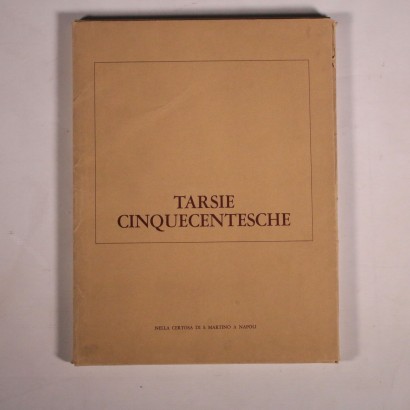 TARSIE
CINQUECENTESCHE
NELLA CERTOSA DI S. MARTINO A NAPOLI